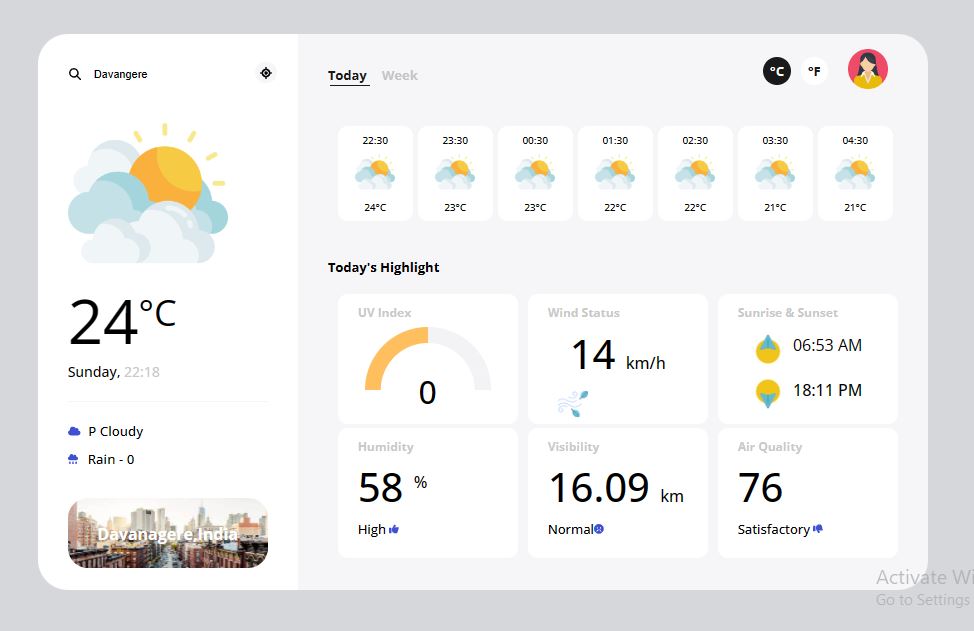 Davangere
24°C
Sunday, 22:18
P Cloudy
Rain - 0
Davanagere,India
Today Week
°C °F
22:30 23:30 00:30 01:30 02:30 03:30 04:30
24°C 23°C 23°C 22°C 22°C 21°C 21°C
Today's Highlight
UV Index
0
Wind Status
14 km/h
Sunrise & Sunset
06:53 AM
18:11 PM
Humidity
58 %
High
Visibility
16.09 km
Normal
Air Quality
76
Satisfactory
Activate Wi
Go to Settings